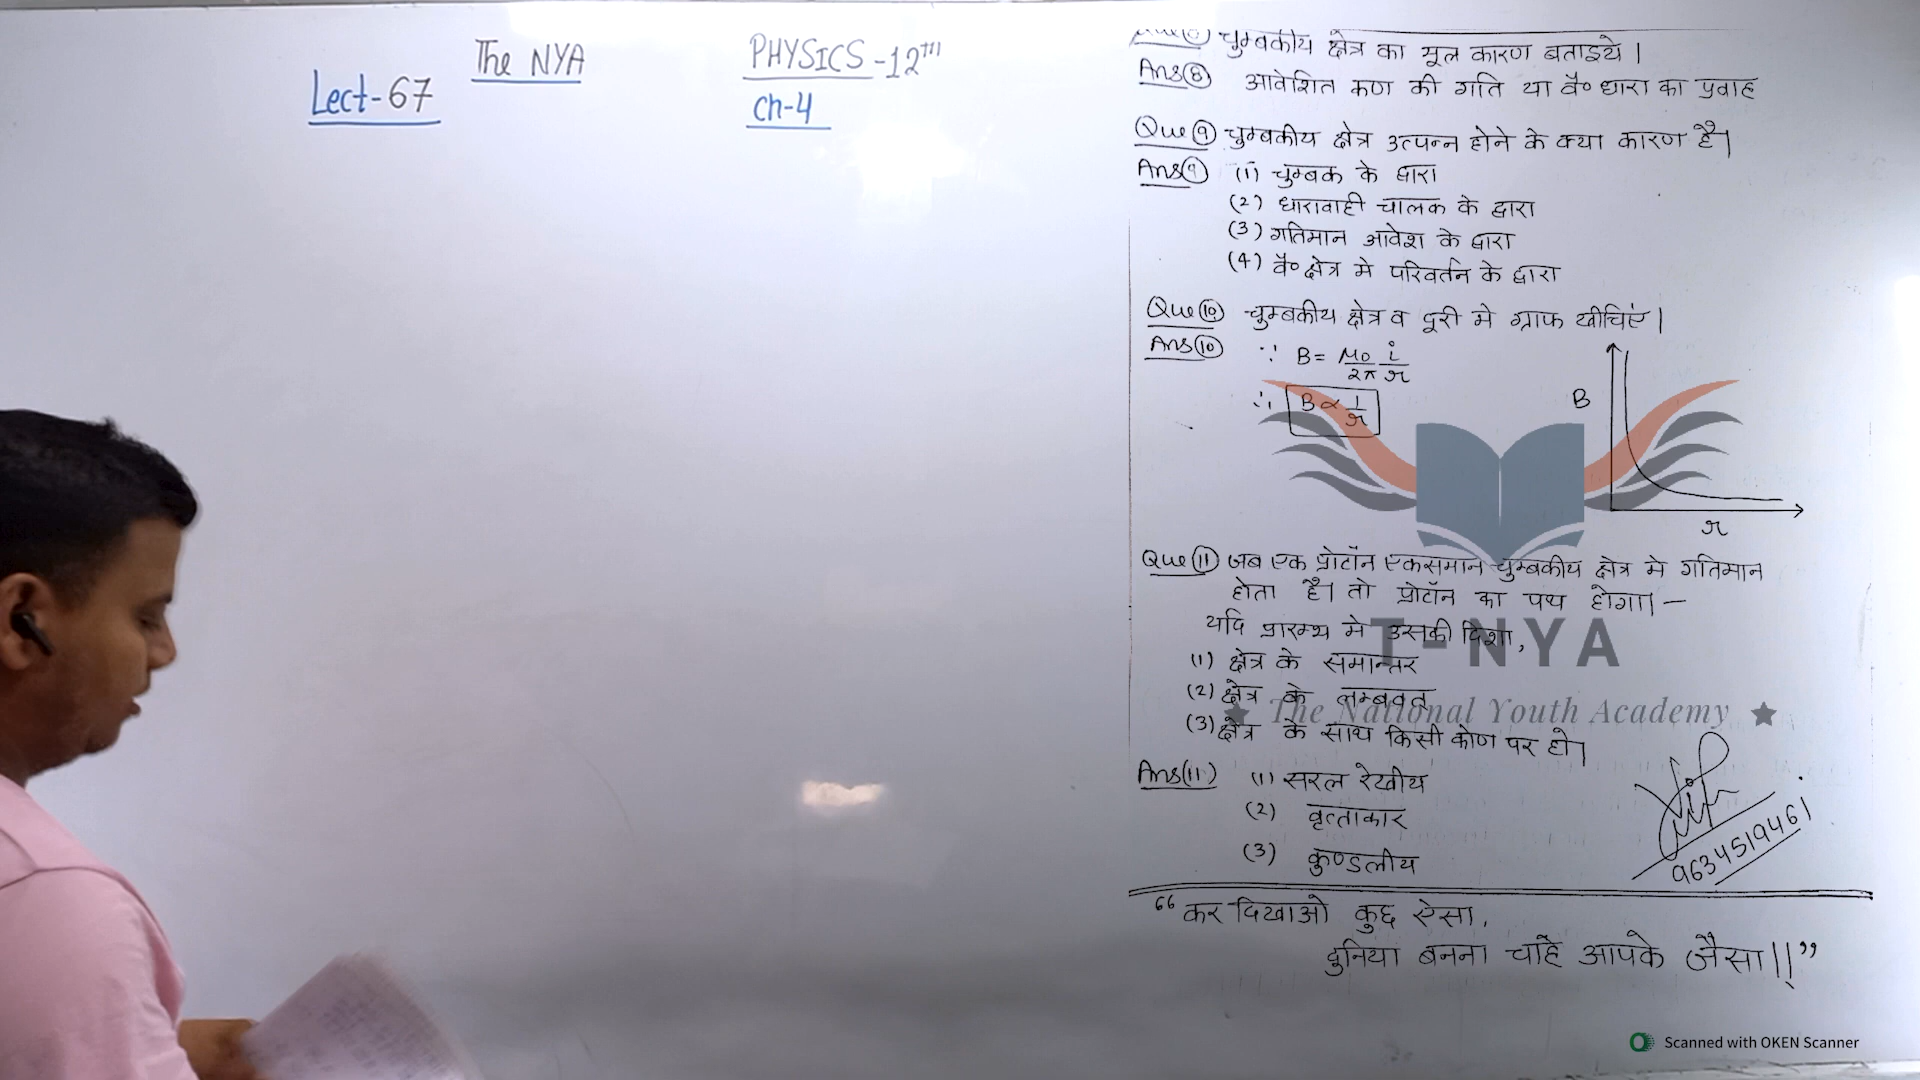 The NYA
PHYSICS-12TH
Lect-67
ch-4
चुम्बकीय क्षेत्र का मूल कारण बताइये।
Ans(8) आवेशित कण की गति या वै० धारा का प्रवाह
Que(9) चुम्बकीय क्षेत्र उत्पन्न होने के क्या कारण है।
Ans(9) (1) चुम्बक के द्वारा
(2) धारावाही चालक के द्वारा
(3) गतिमान आवेश के द्वारा
(4) वै० क्षेत्र मे परिवर्तन के द्वारा
Que(10) चुम्बकीय क्षेत्र व दूरी मे ग्राफ खीचिएं।
Ans(10) ∵ B = μ0/2π i/r
∴ B ∝ 1/r
B
r
Que(11) जब एक प्रोटॉन एकसमान चुम्बकीय क्षेत्र मे गतिमान
होता है। तो प्रोटॉन का पथ होगा।-
यदि प्रारम्भ मे उसकी दिशा,
(1) क्षेत्र के समान्तर
(2) क्षेत्र के लम्बवत
(3) क्षेत्र के साथ किसी कोण पर हो।
Ans(11) (1) सरल रेखीय
(2) वृत्ताकार
(3) कुण्डलीय
T-NYA
The National Youth Academy
9634519461
“कर दिखाओ कुछ ऐसा,
दुनिया बनना चाहे आपके जैसा।।”
Scanned with OKEN Scanner